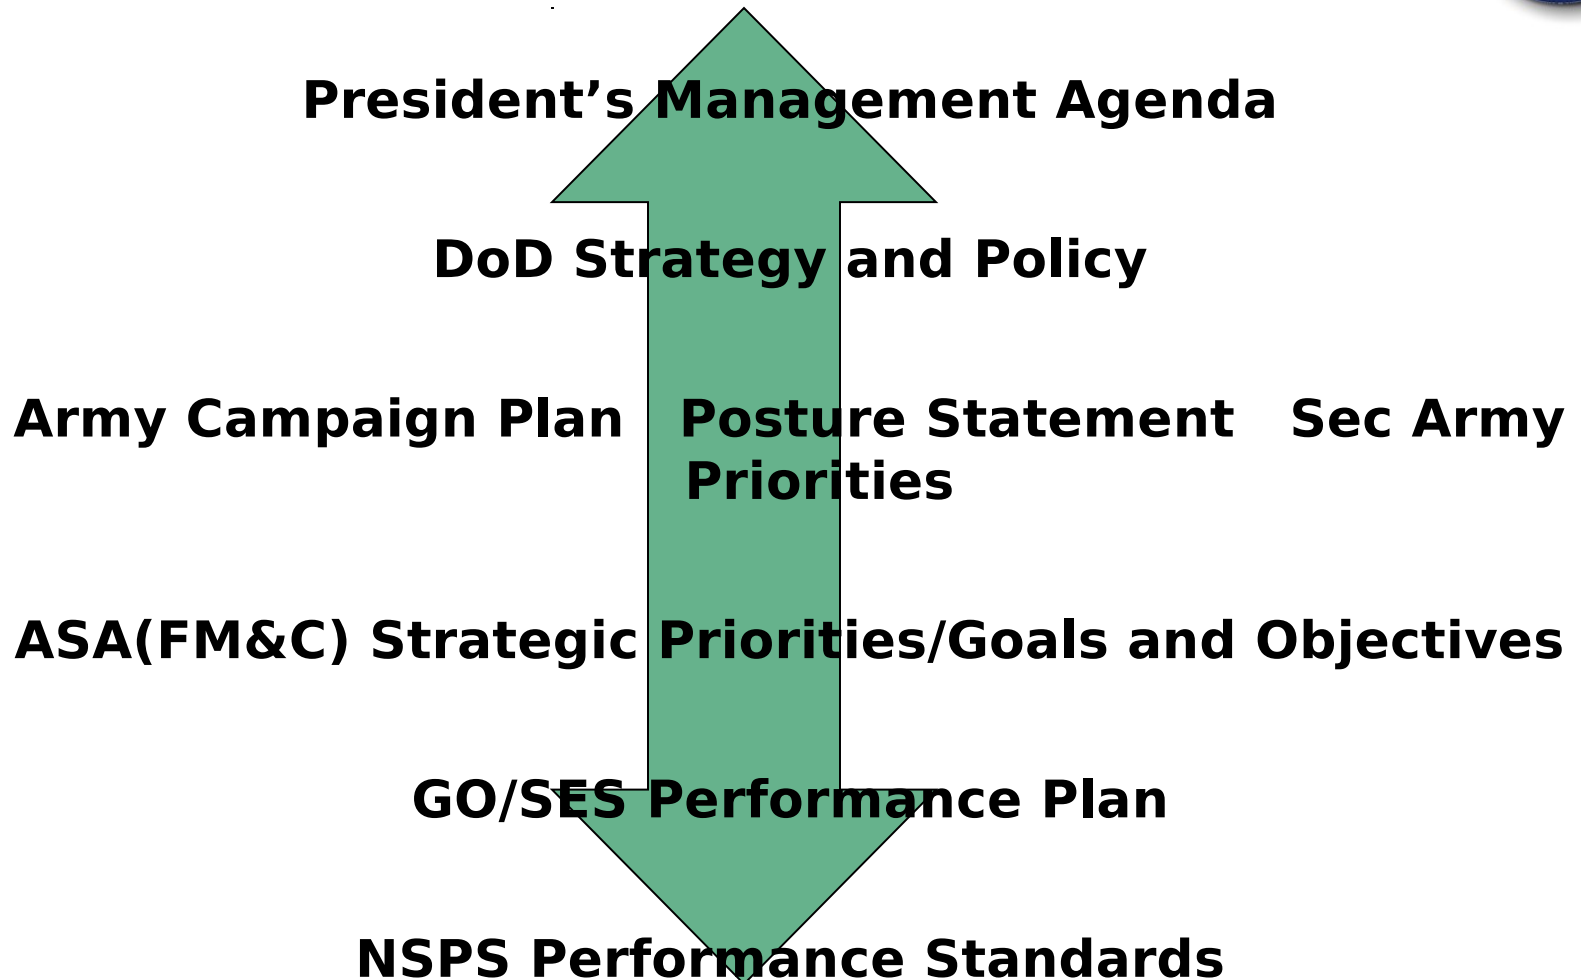 President’s Management Agenda
DoD Strategy and Policy
Army Campaign Plan   Posture Statement   Sec Army
Priorities
ASA(FM&C) Strategic Priorities/Goals and Objectives
GO/SES Performance Plan
NSPS Performance Standards